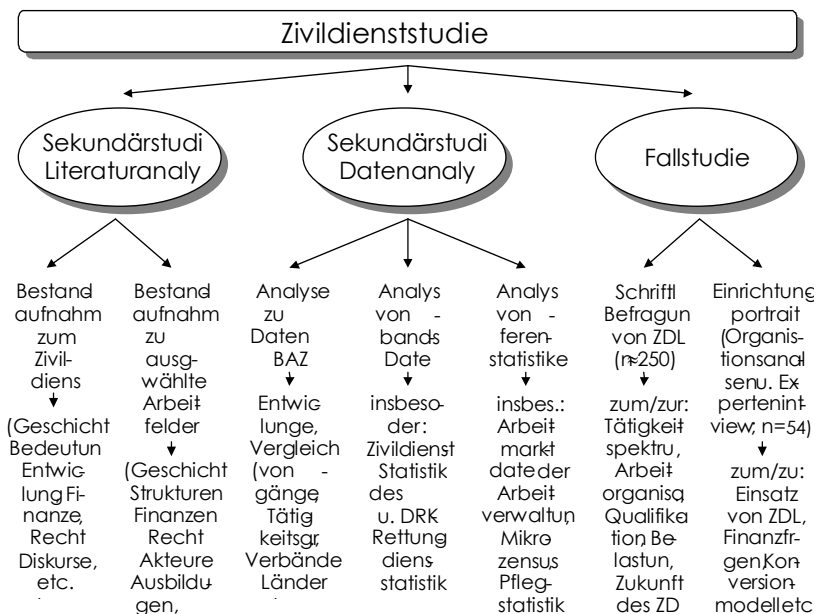 Zivildienststudie
Sekundärstudi
Literaturanaly
Sekundärstudi
Datenanaly
Fallstudie
Bestand
aufnahm
zum
Zivil-
diens
(Geschicht
Bedeutun
Entwic-
lung, Fi-
nanze,
Recht
Diskurse,
etc.
Bestand
aufnahm
zu
ausg-
wählte
Arbeit
felder
(Geschicht
Strukturen
Finanzen
Recht
Akteure
Ausbildu-
gen,
Analyse
zu
Daten
BAZ
Entwic-
lunge,
Vergleich
(von -
gänge,
Tätig
keitsgr,
Verbände
Länder
Analys
von -
bands
Date
insbeso-
der:
Zivildienst
Statistik
des
u. DRK
Rettung
diens-
statistik
Analys
von -
feren-
statistike
insbes.:
Arbeit
markt
date der
Arbeit
verwaltun,
Mikro-
zensus,
Pfleg-
statistik
Schriftl
Befragun
von ZDL
(n≈250)
zum/zur:
Tätigkeit
spektru,
Arbeit
organisa,
Qualifika-
tion, Be-
lastun,
Zukunft
des ZD
Einrichtung
portrait
(Organis-
tionsanal
sen u. Ex-
pertenint
view; n=54)
zum/zu:
Einsatz
von ZDL,
Finanzfr-
gen, Kon-
version-
modell etc